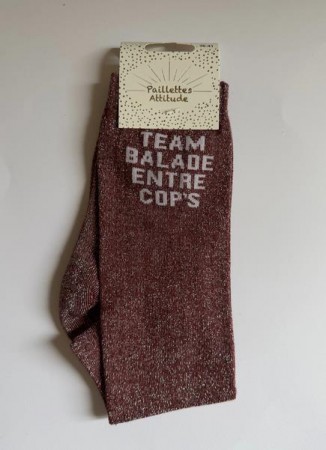 Paillettes
Attitude
TEAM
BALADE
ENTRE
COP'S